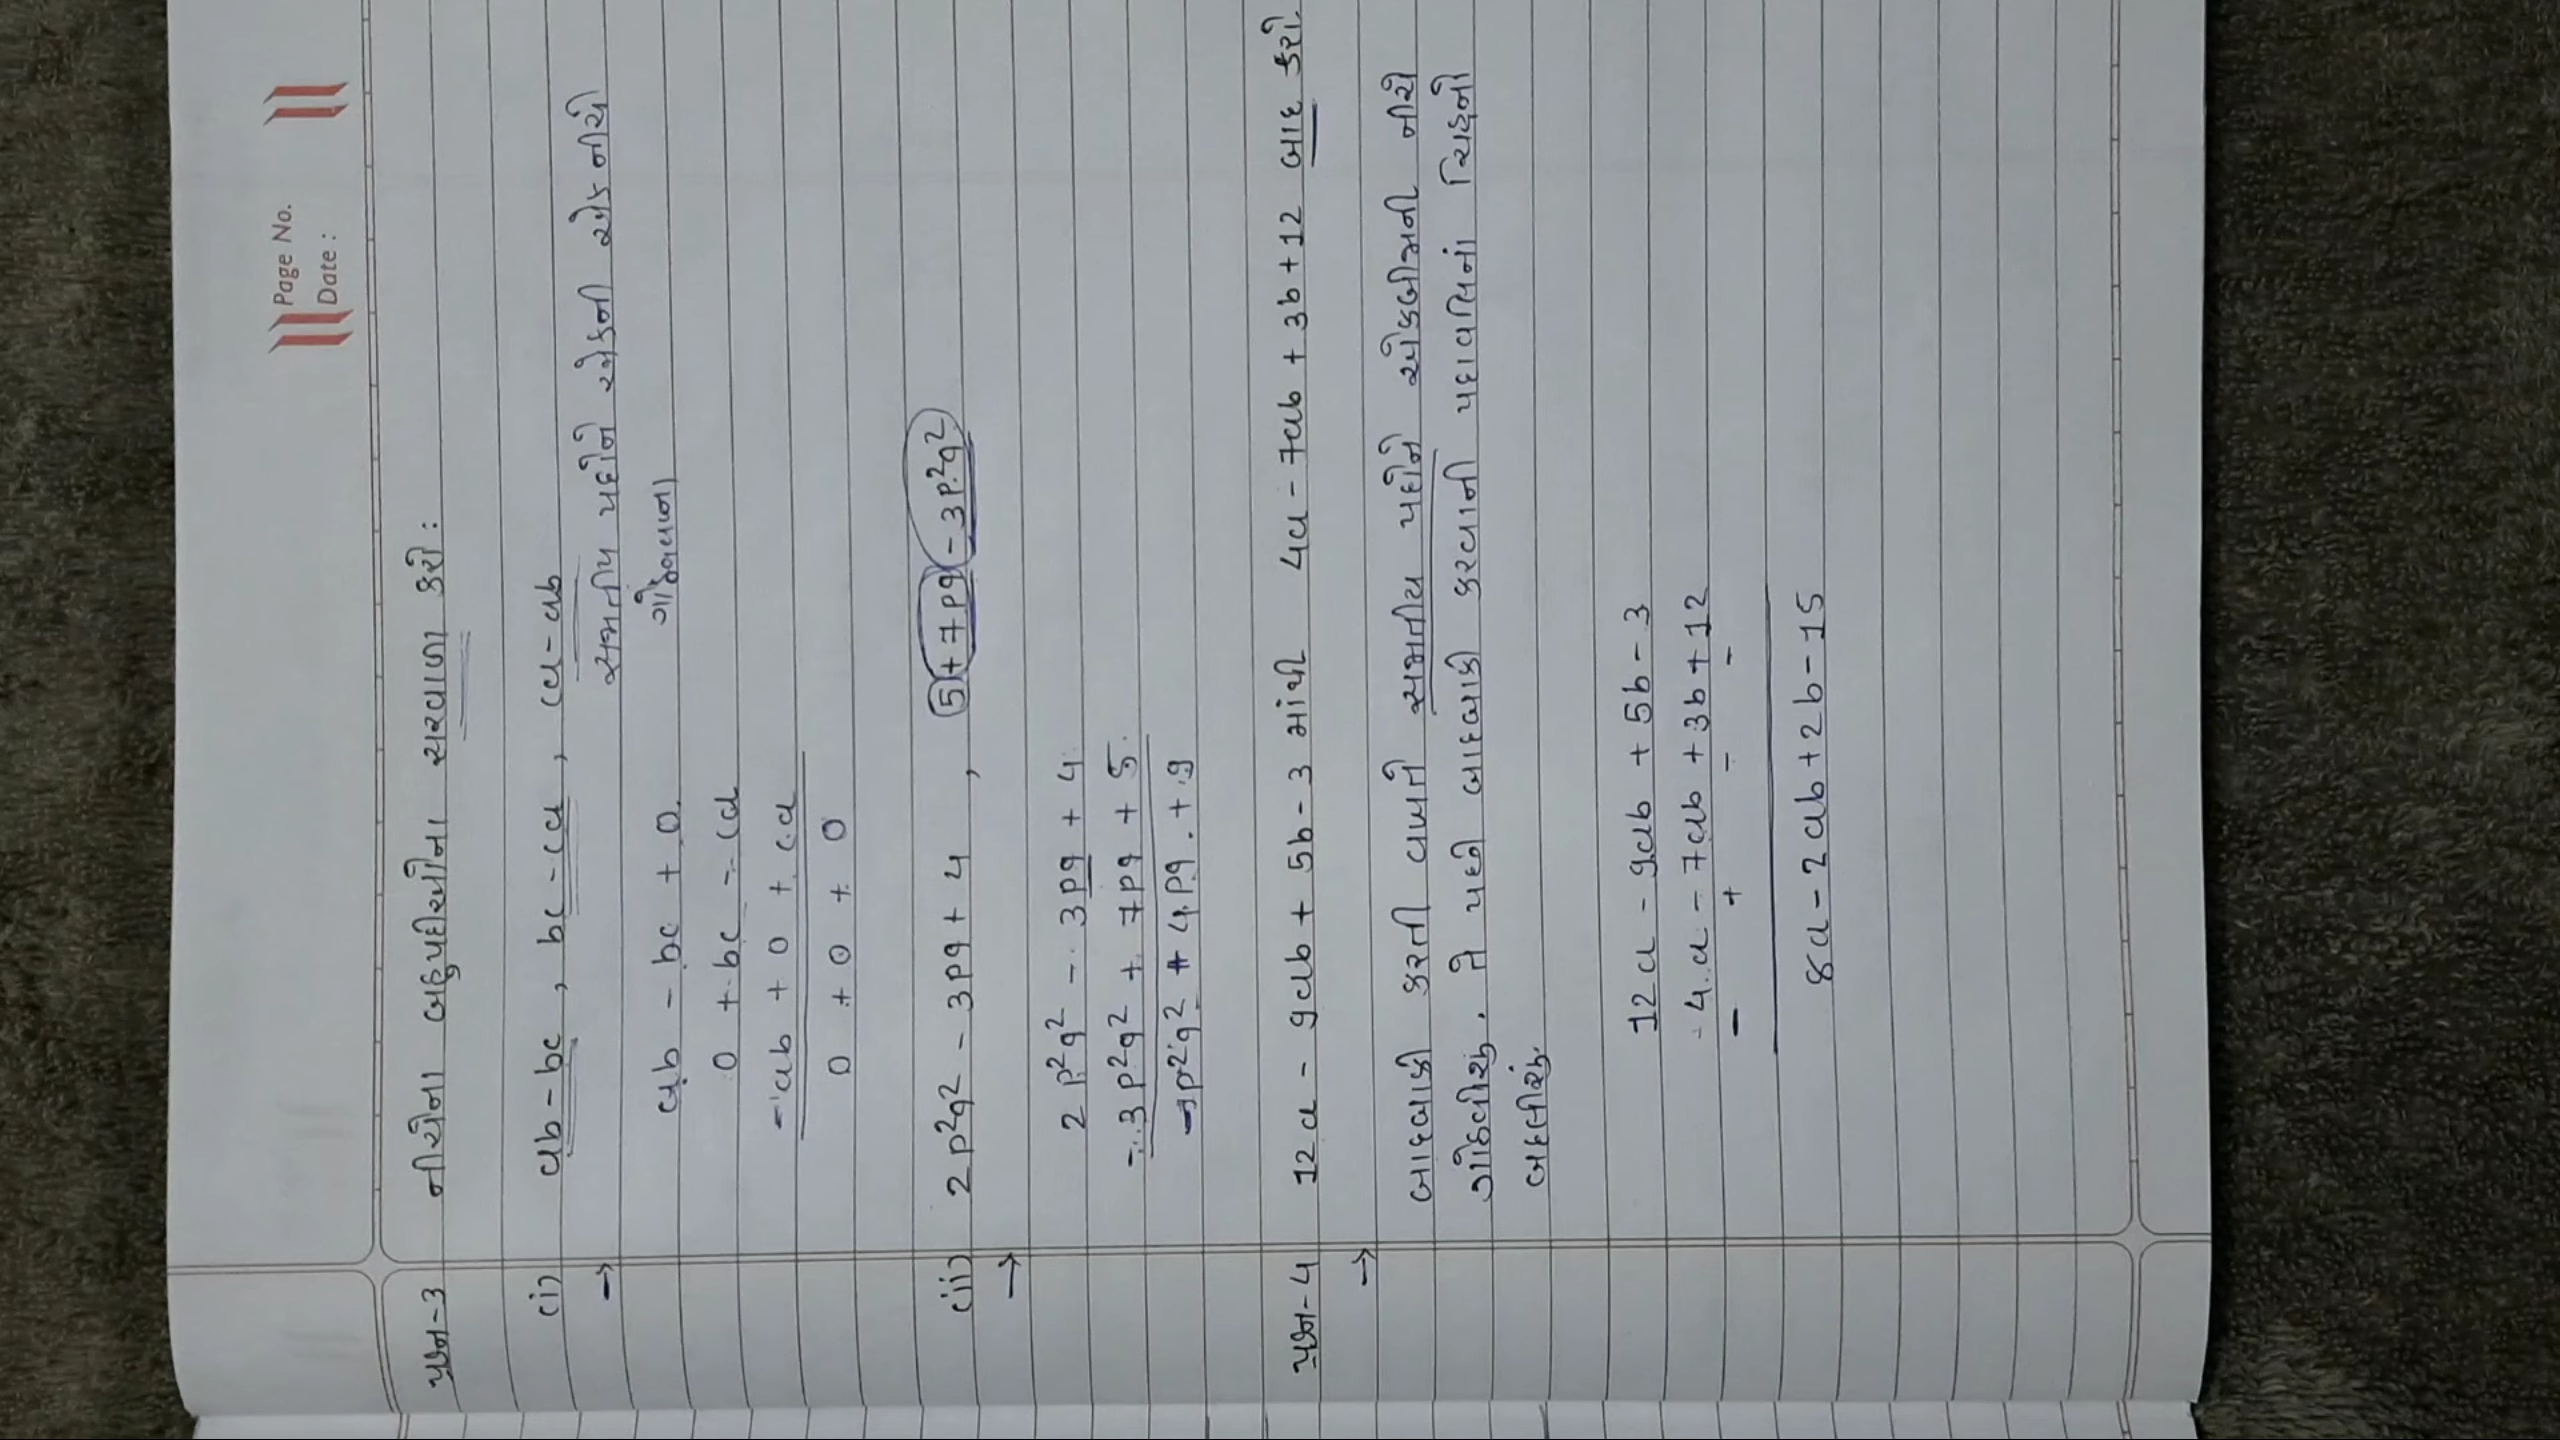 Page No.
Date :
પ્રશ્ન-3 નીચેના બહુપદીઓના સરવાળા કરો :
(i) ab - bc , bc - ca , ca - ab
→ સજાતીય પદોને એકની એક નીચે
ગોઠવવાના
ab - bc + 0
0 + bc - ca
- ab + 0 + ca
0 + 0 + 0
(ii) 2p²q² - 3pq + 4 , 5 + 7pq - 3p²q²
→ 2p²q² - 3pq + 4
- 3p²q² + 7pq + 5
- 1p²q² + 4pq + 9
પ્રશ્ન-4 12a - 9ab + 5b - 3 માંથી 4a - 7ab + 3b + 12 બાદ કરો.
→ બાદબાકી કરતી વખતે સજાતીય પદોને એકબીજાની નીચે
ગોઠવીશું. તે પછી બાદબાકી કરવાની પદાવલિનાં ચિહ્નો
બદલીશું.
12a - 9ab + 5b - 3
4a - 7ab + 3b + 12
- + - -
8a - 2ab + 2b - 15